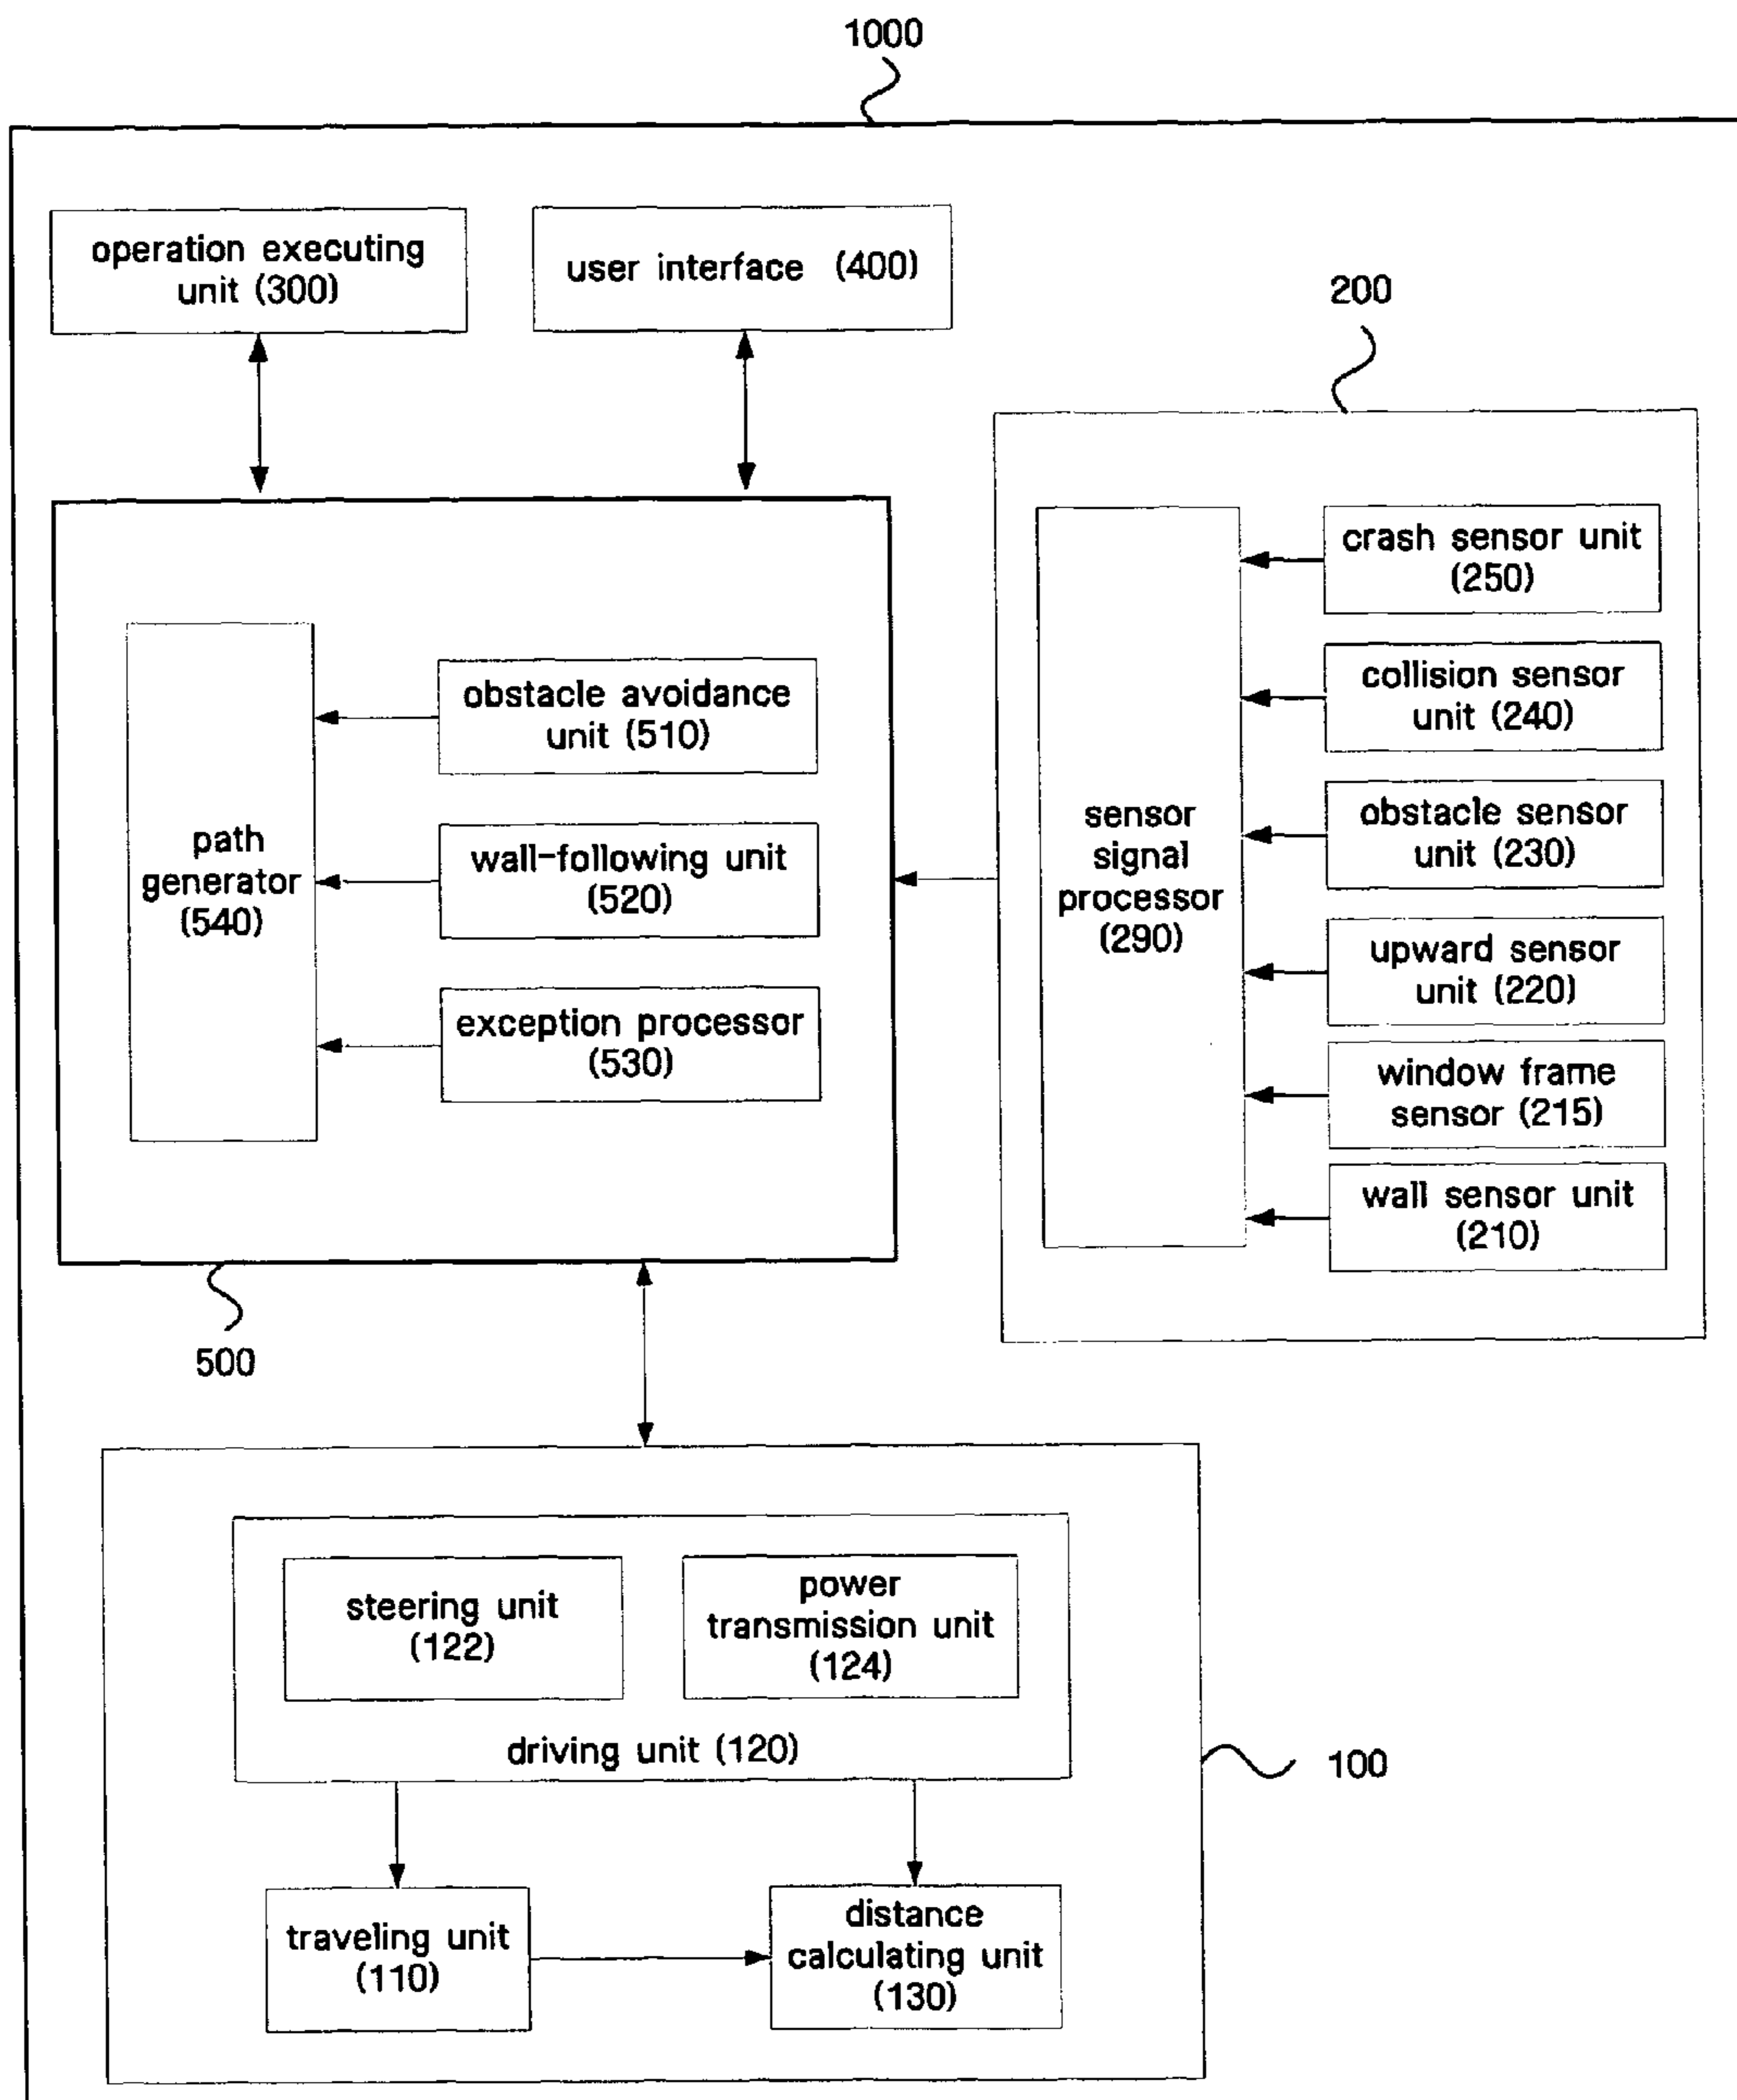 1000
operation executing
unit (300)
user interface (400)
200
crash sensor unit
(250)
collision sensor
unit (240)
obstacle sensor
unit (230)
upward sensor
unit (220)
window frame
sensor (215)
wall sensor unit
(210)
sensor
signal
processor
(290)
obstacle avoidance
unit (510)
wall-following unit
(520)
exception processor
(530)
path
generator
(540)
500
steering unit
(122)
power
transmission unit
(124)
driving unit (120)
100
traveling unit
(110)
distance
calculating unit
(130)